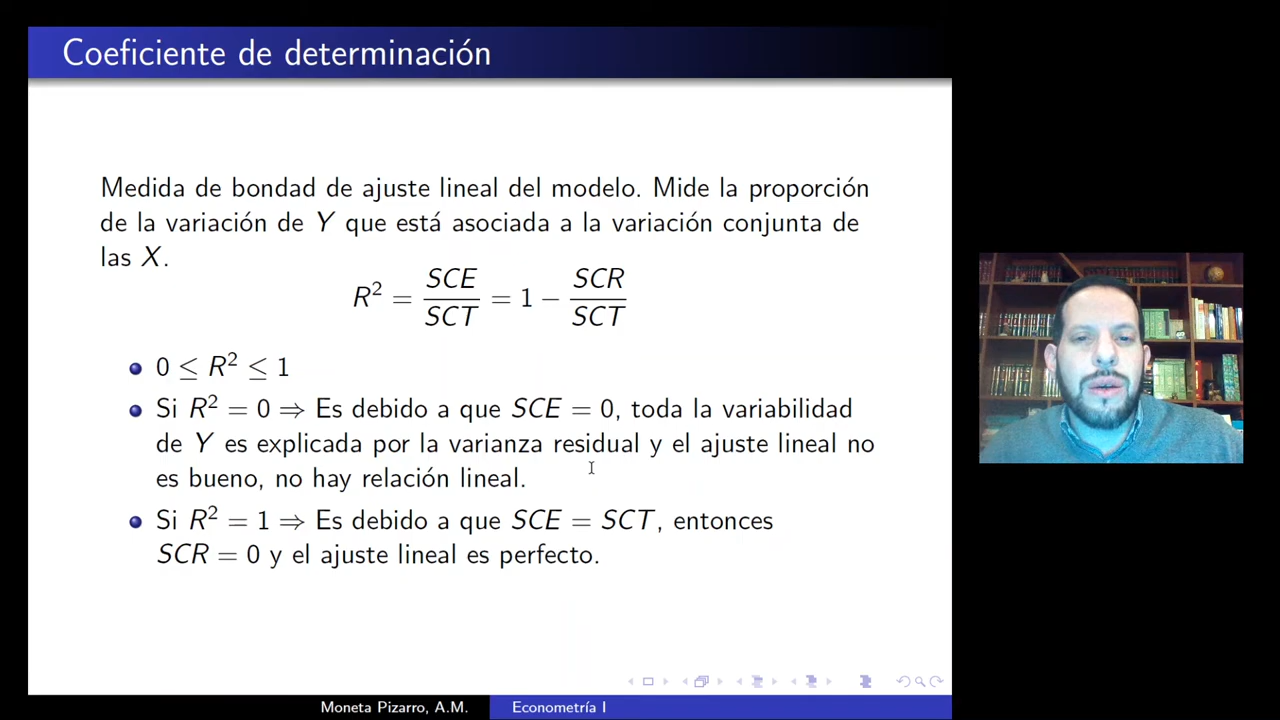 Coeficiente de determinación
Medida de bondad de ajuste lineal del modelo. Mide la proporción
de la variación de Y que está asociada a la variación conjunta de
las X.
R² = SCE/SCT = 1 − SCR/SCT
0 ≤ R² ≤ 1
Si R² = 0 ⇒ Es debido a que SCE = 0, toda la variabilidad
de Y es explicada por la varianza residual y el ajuste lineal no
es bueno, no hay relación lineal.
Si R² = 1 ⇒ Es debido a que SCE = SCT, entonces
SCR = 0 y el ajuste lineal es perfecto.
Moneta Pizarro, A.M. Econometría I